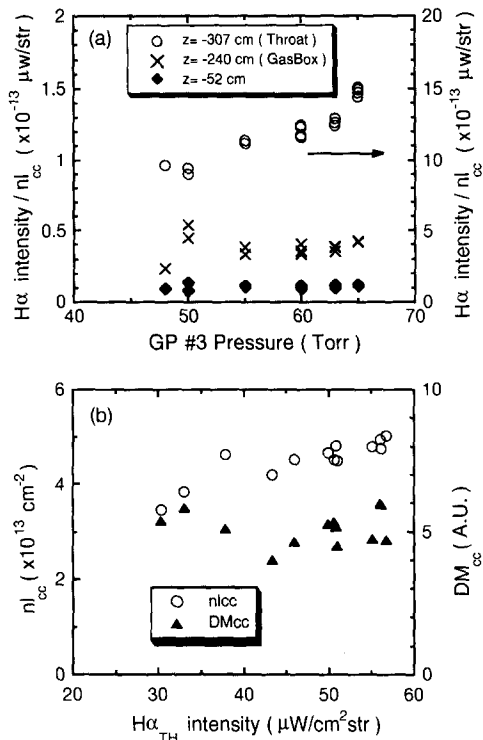 (a)
z= -307 cm ( Throat)
z= -240 cm ( GasBox )
z= -52 cm
Hα intensity / nl_cc ( x10^-13 μw/str)
2
1.5
1
0.5
0
20
15
10
5
0
Hα intensity / nl_cc ( x10^-13 μw/str)
40
50
60
70
GP #3 Pressure ( Torr)
(b)
nl_cc ( x10^13 cm^-2)
6
4
2
0
nlcc
DMcc
10
5
0
DM_cc ( A.U.)
20
30
40
50
60
Hα_TH intensity ( μW/cm^2str)